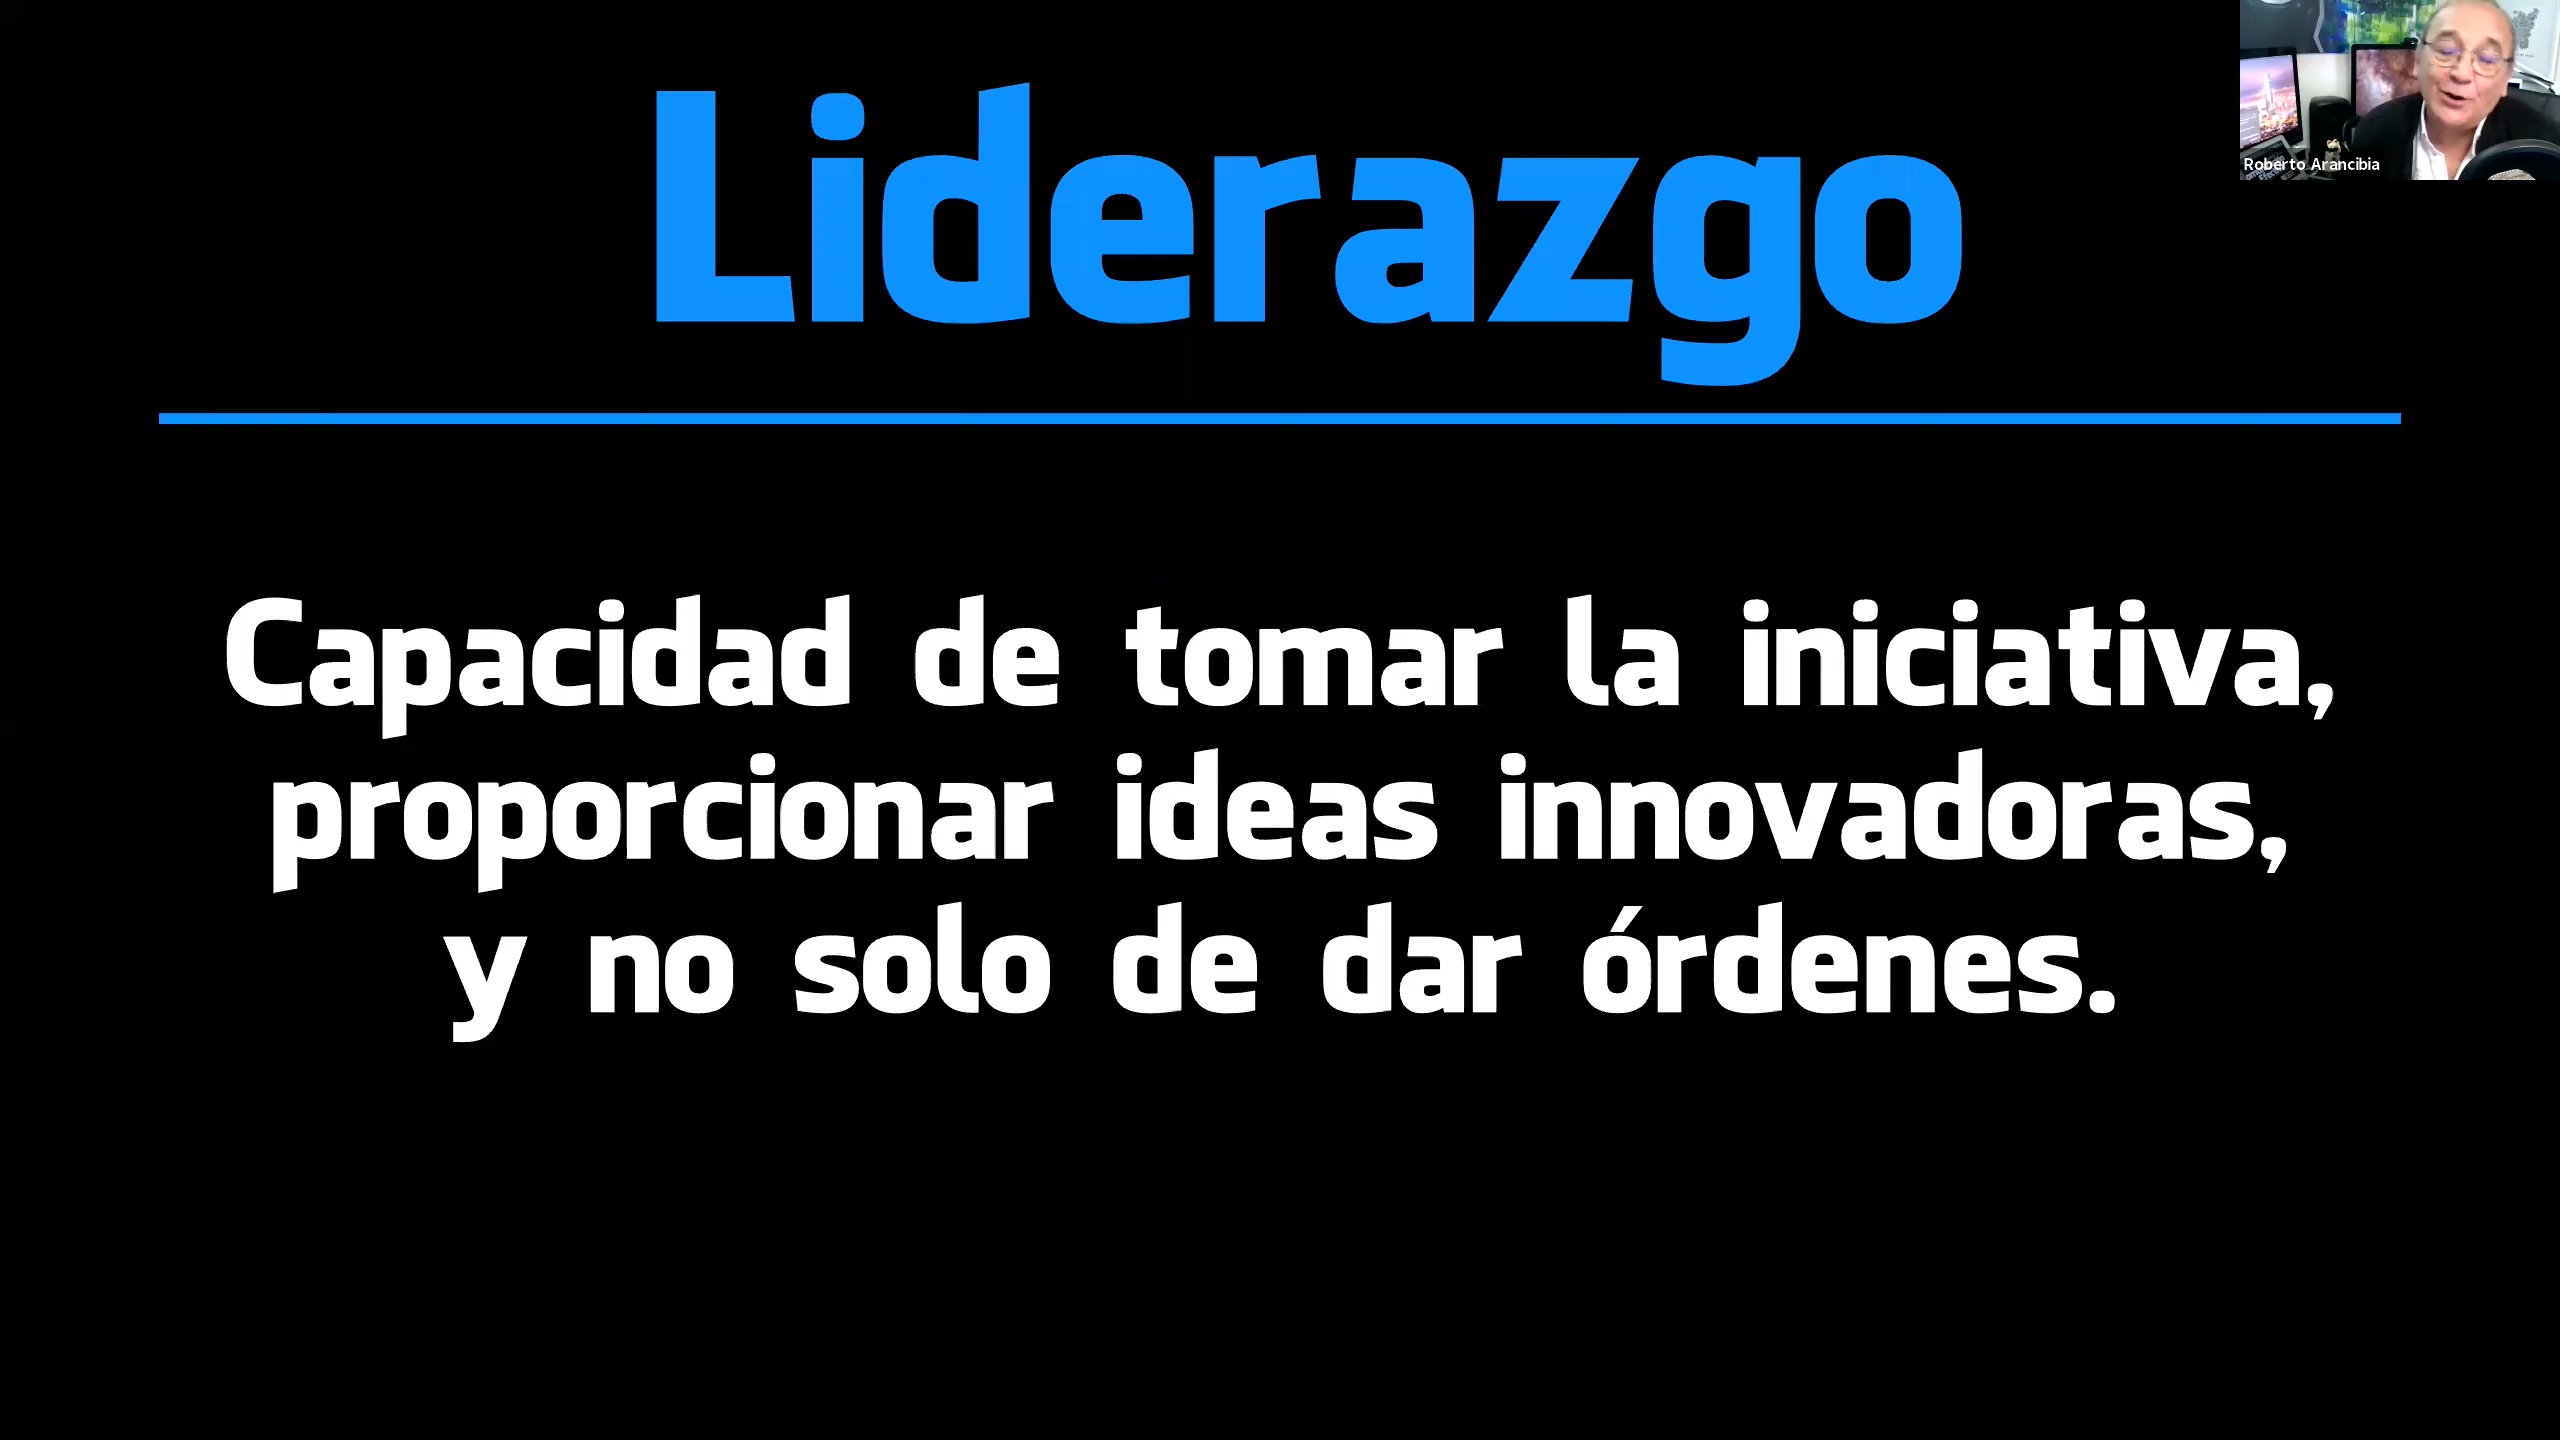 Liderazgo
Roberto Arancibia
Capacidad de tomar la iniciativa,
proporcionar ideas innovadoras,
y no solo de dar órdenes.